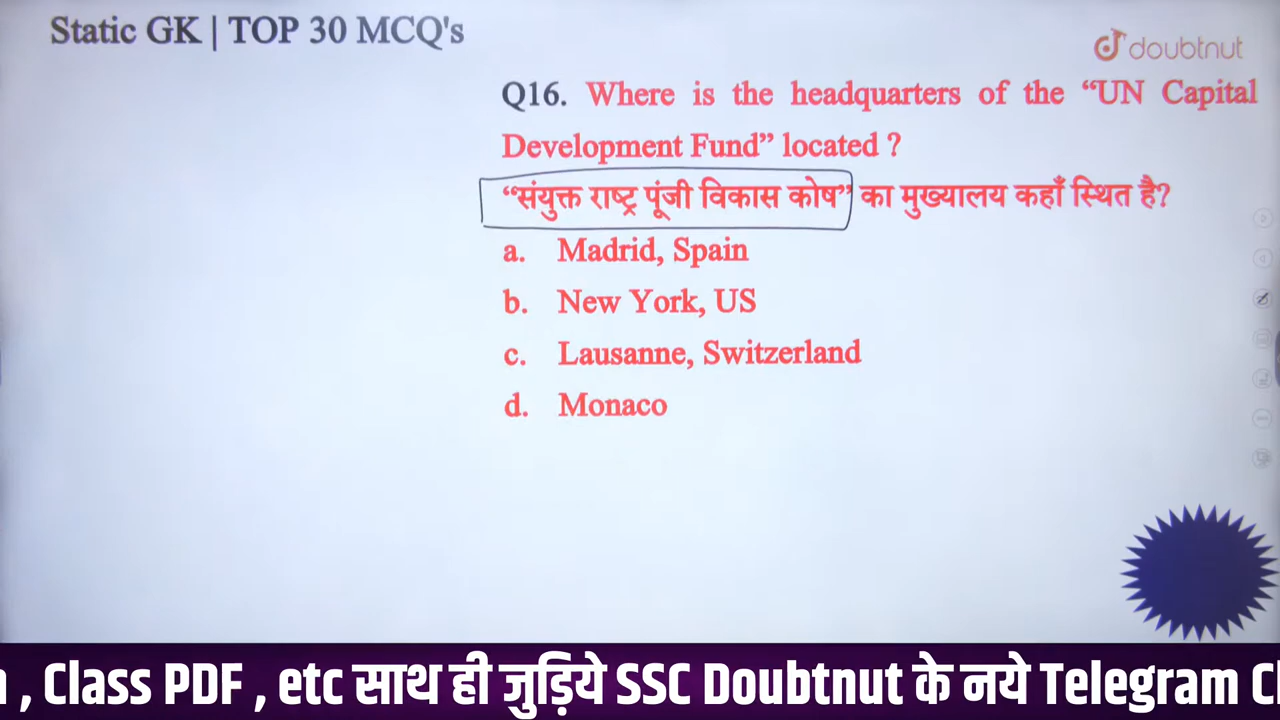 Static GK | TOP 30 MCQ's
doubtnut
Q16. Where is the headquarters of the “UN Capital
Development Fund” located ?
“संयुक्त राष्ट्र पूंजी विकास कोष” का मुख्यालय कहाँ स्थित है?
a. Madrid, Spain
b. New York, US
c. Lausanne, Switzerland
d. Monaco
, Class PDF , etc साथ ही जुड़िये SSC Doubtnut के नये Telegram